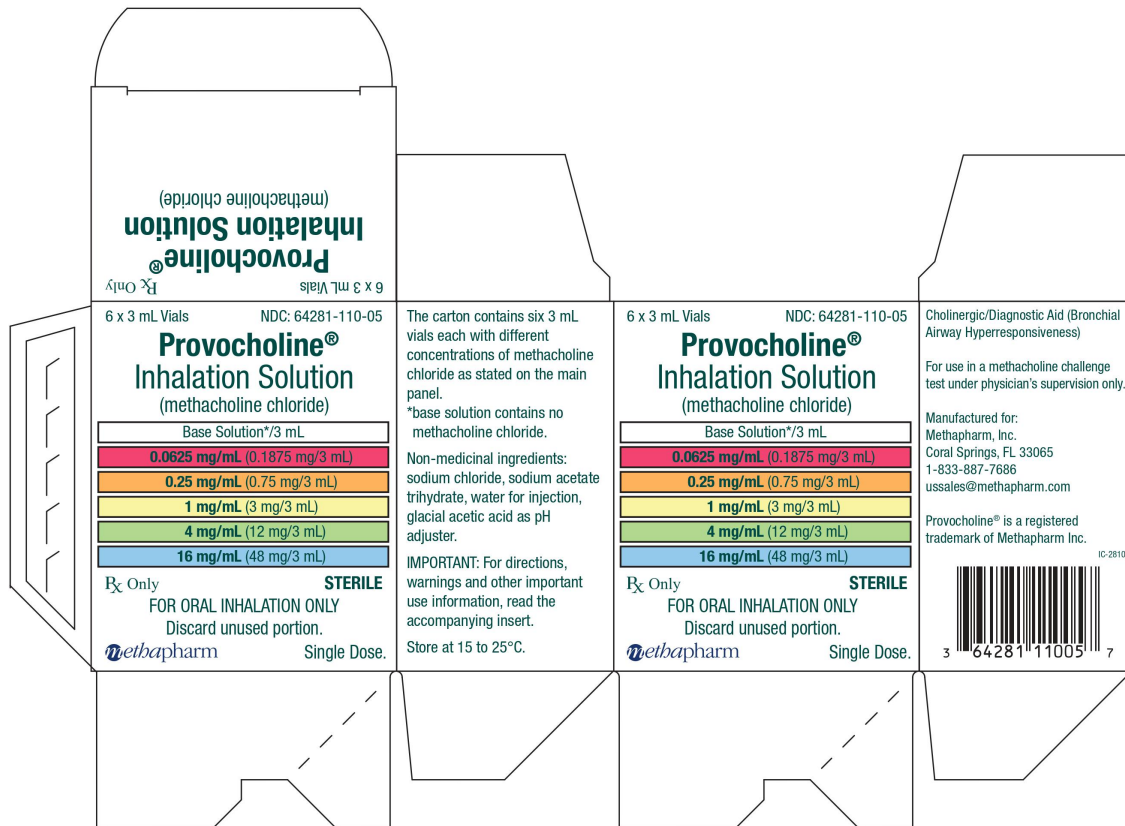 6 x 3 mL Vials
℞ Only
Provocholine®
Inhalation Solution
(methacholine chloride)
6 x 3 mL Vials NDC: 64281-110-05
Provocholine®
Inhalation Solution
(methacholine chloride)
Base Solution*/3 mL
0.0625 mg/mL (0.1875 mg/3 mL)
0.25 mg/mL (0.75 mg/3 mL)
1 mg/mL (3 mg/3 mL)
4 mg/mL (12 mg/3 mL)
16 mg/mL (48 mg/3 mL)
℞ Only STERILE
FOR ORAL INHALATION ONLY
Discard unused portion.
methapharm Single Dose.
The carton contains six 3 mL
vials each with different
concentrations of methacholine
chloride as stated on the main
panel.
*base solution contains no
methacholine chloride.
Non-medicinal ingredients:
sodium chloride, sodium acetate
trihydrate, water for injection,
glacial acetic acid as pH
adjuster.
IMPORTANT: For directions,
warnings and other important
use information, read the
accompanying insert.
Store at 15 to 25°C.
6 x 3 mL Vials NDC: 64281-110-05
Provocholine®
Inhalation Solution
(methacholine chloride)
Base Solution*/3 mL
0.0625 mg/mL (0.1875 mg/3 mL)
0.25 mg/mL (0.75 mg/3 mL)
1 mg/mL (3 mg/3 mL)
4 mg/mL (12 mg/3 mL)
16 mg/mL (48 mg/3 mL)
℞ Only STERILE
FOR ORAL INHALATION ONLY
Discard unused portion.
methapharm Single Dose.
Cholinergic/Diagnostic Aid (Bronchial
Airway Hyperresponsiveness)
For use in a methacholine challenge
test under physician's supervision only.
Manufactured for:
Methapharm, Inc.
Coral Springs, FL 33065
1-833-887-7686
ussales@methapharm.com
Provocholine® is a registered
trademark of Methapharm Inc.
IC-2810
3 64281 11005 7